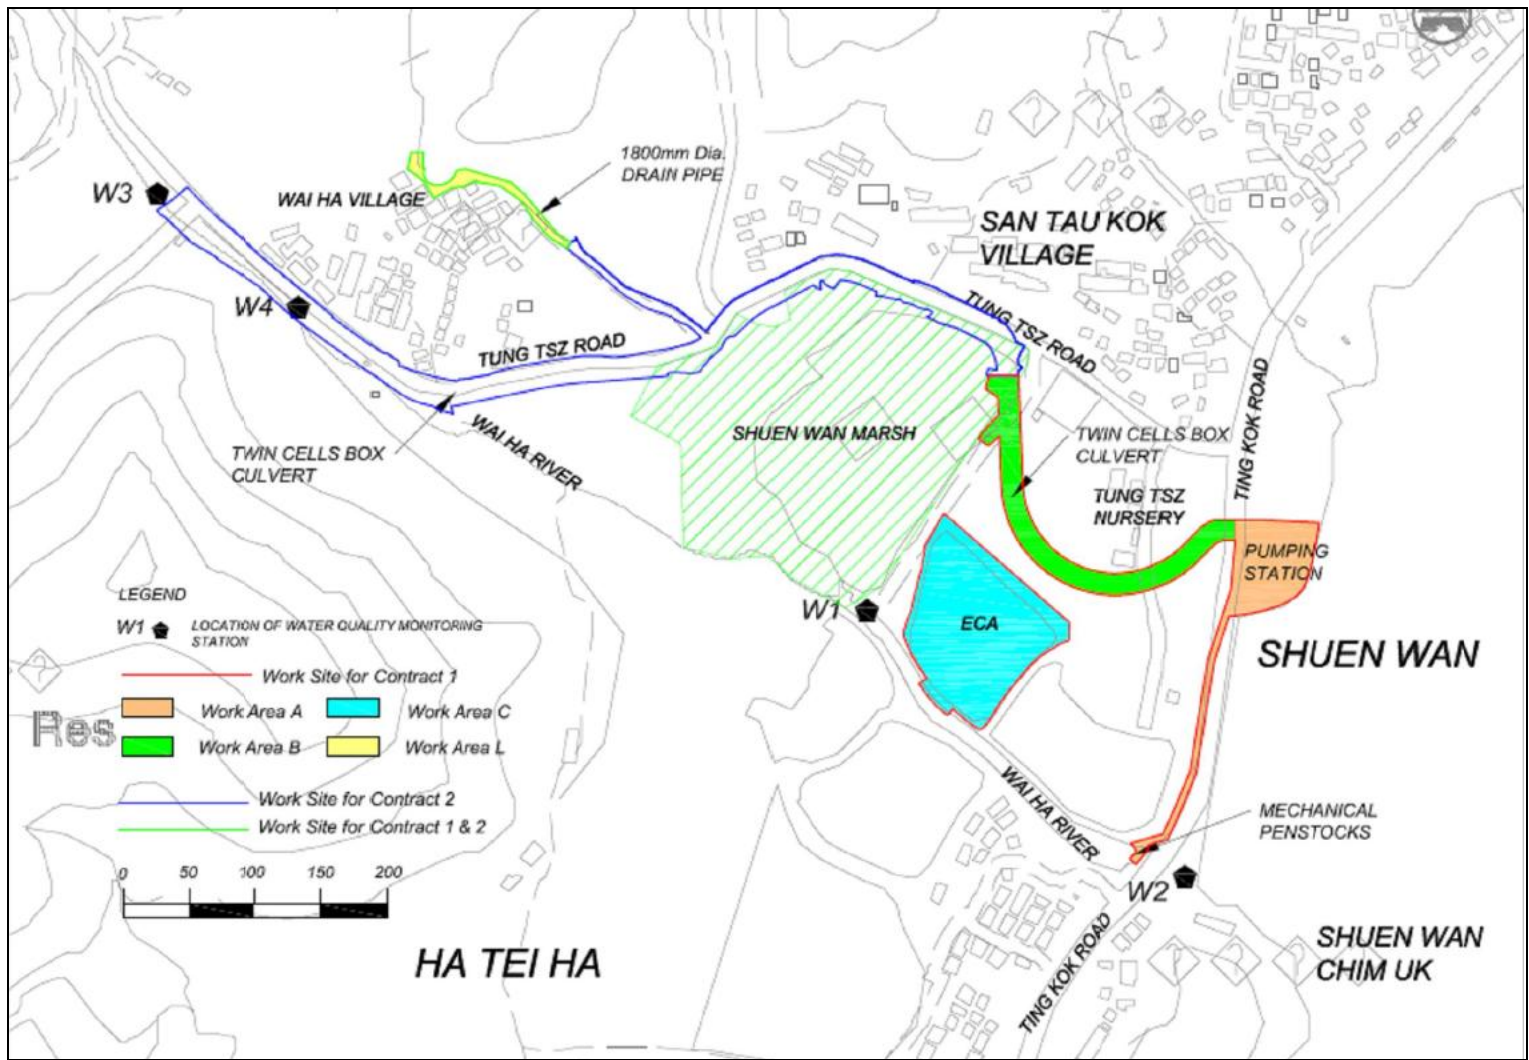 1800mm Dia.
DRAIN PIPE
W3
WAI HA VILLAGE
SAN TAU KOK
VILLAGE
W4
TUNG TSZ ROAD
TUNG TSZ ROAD
TING KOK ROAD
WAI HA RIVER
SHUEN WAN MARSH
TWIN CELLS BOX
CULVERT
TWIN CELLS BOX
CULVERT
TUNG TSZ
NURSERY
PUMPING
STATION
LEGEND
W1
LOCATION OF WATER QUALITY MONITORING
STATION
W1
ECA
SHUEN WAN
Work Site for Contract 1
Work Area A
Work Area C
Res
Work Area B
Work Area L
Work Site for Contract 2
Work Site for Contract 1 & 2
WAI HA RIVER
MECHANICAL
PENSTOCKS
0 50 100 150 200
W2
HA TEI HA
TING KOK ROAD
SHUEN WAN
CHIM UK
? ? ?
?
? ? ? ?